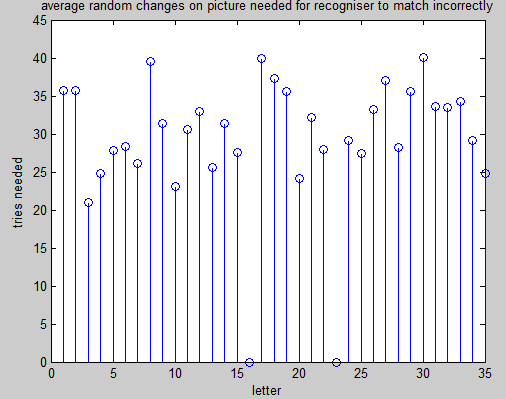 average random changes on picture needed for recogniser to match incorrectly
45
40
35
30
25
20
15
10
5
0
tries needed
0 5 10 15 20 25 30 35
letter